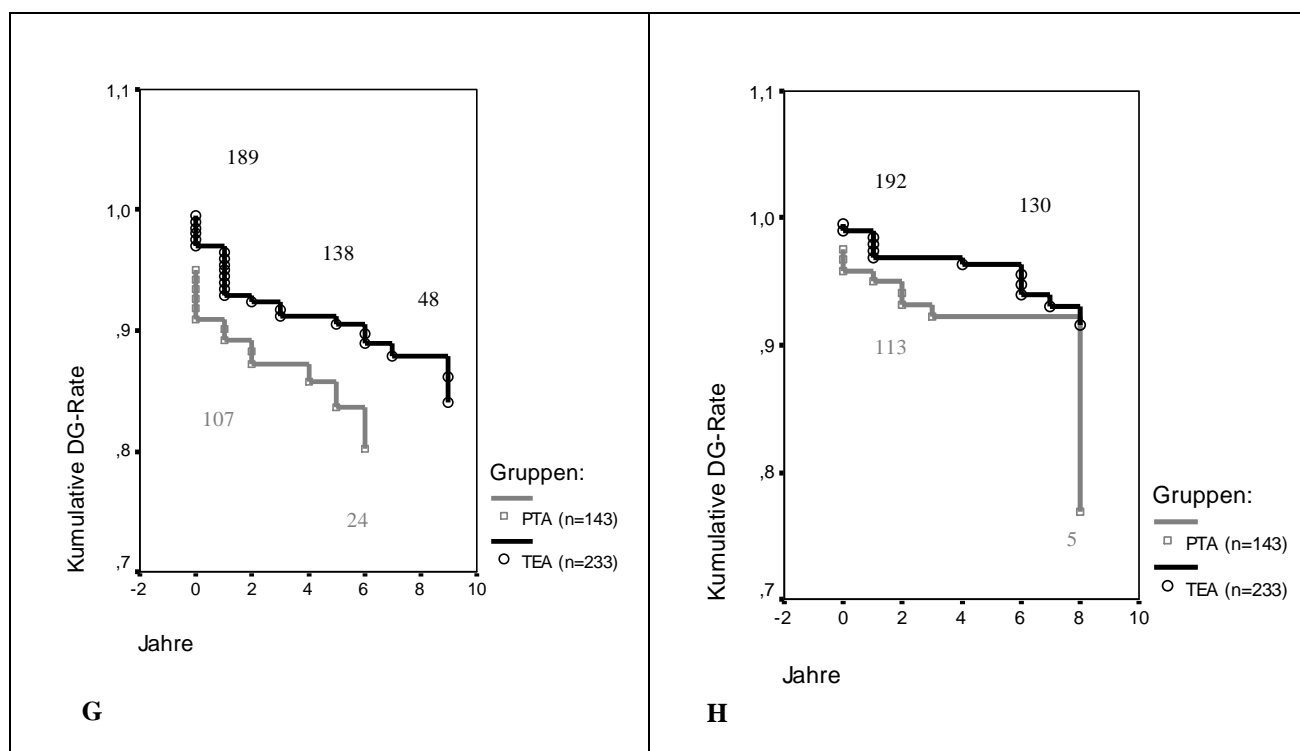 Kumulative DG-Rate
1,1
1,0
,9
,8
,7
189
138
48
107
24
-2 0 2 4 6 8 10
Jahre
Gruppen:
PTA (n=143)
TEA (n=233)
G
Kumulative DG-Rate
1,1
1,0
,9
,8
,7
192
130
113
5
-2 0 2 4 6 8 10
Jahre
Gruppen:
PTA (n=143)
TEA (n=233)
H